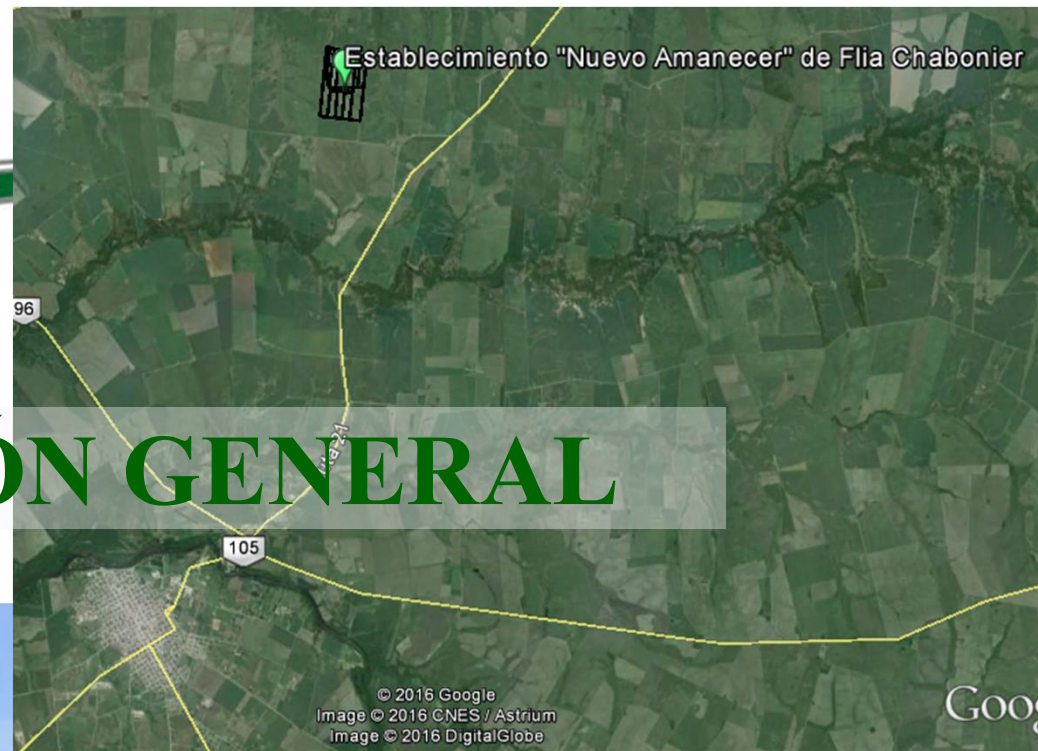 Establecimiento "Nuevo Amanecer" de Flia Chabonier
96
ÓN GENERAL
105
© 2016 Google
Image © 2016 CNES / Astrium
Image © 2016 DigitalGlobe
Goog